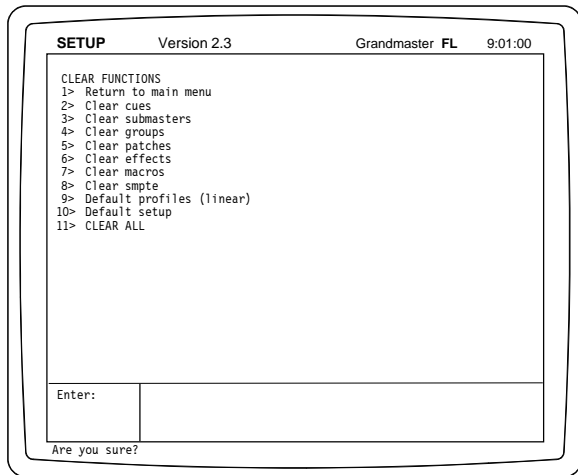 SETUP Version 2.3 Grandmaster FL 9:01:00
CLEAR FUNCTIONS
1> Return to main menu
2> Clear cues
3> Clear submasters
4> Clear groups
5> Clear patches
6> Clear effects
7> Clear macros
8> Clear smpte
9> Default profiles (linear)
10> Default setup
11> CLEAR ALL
Enter:
Are you sure?